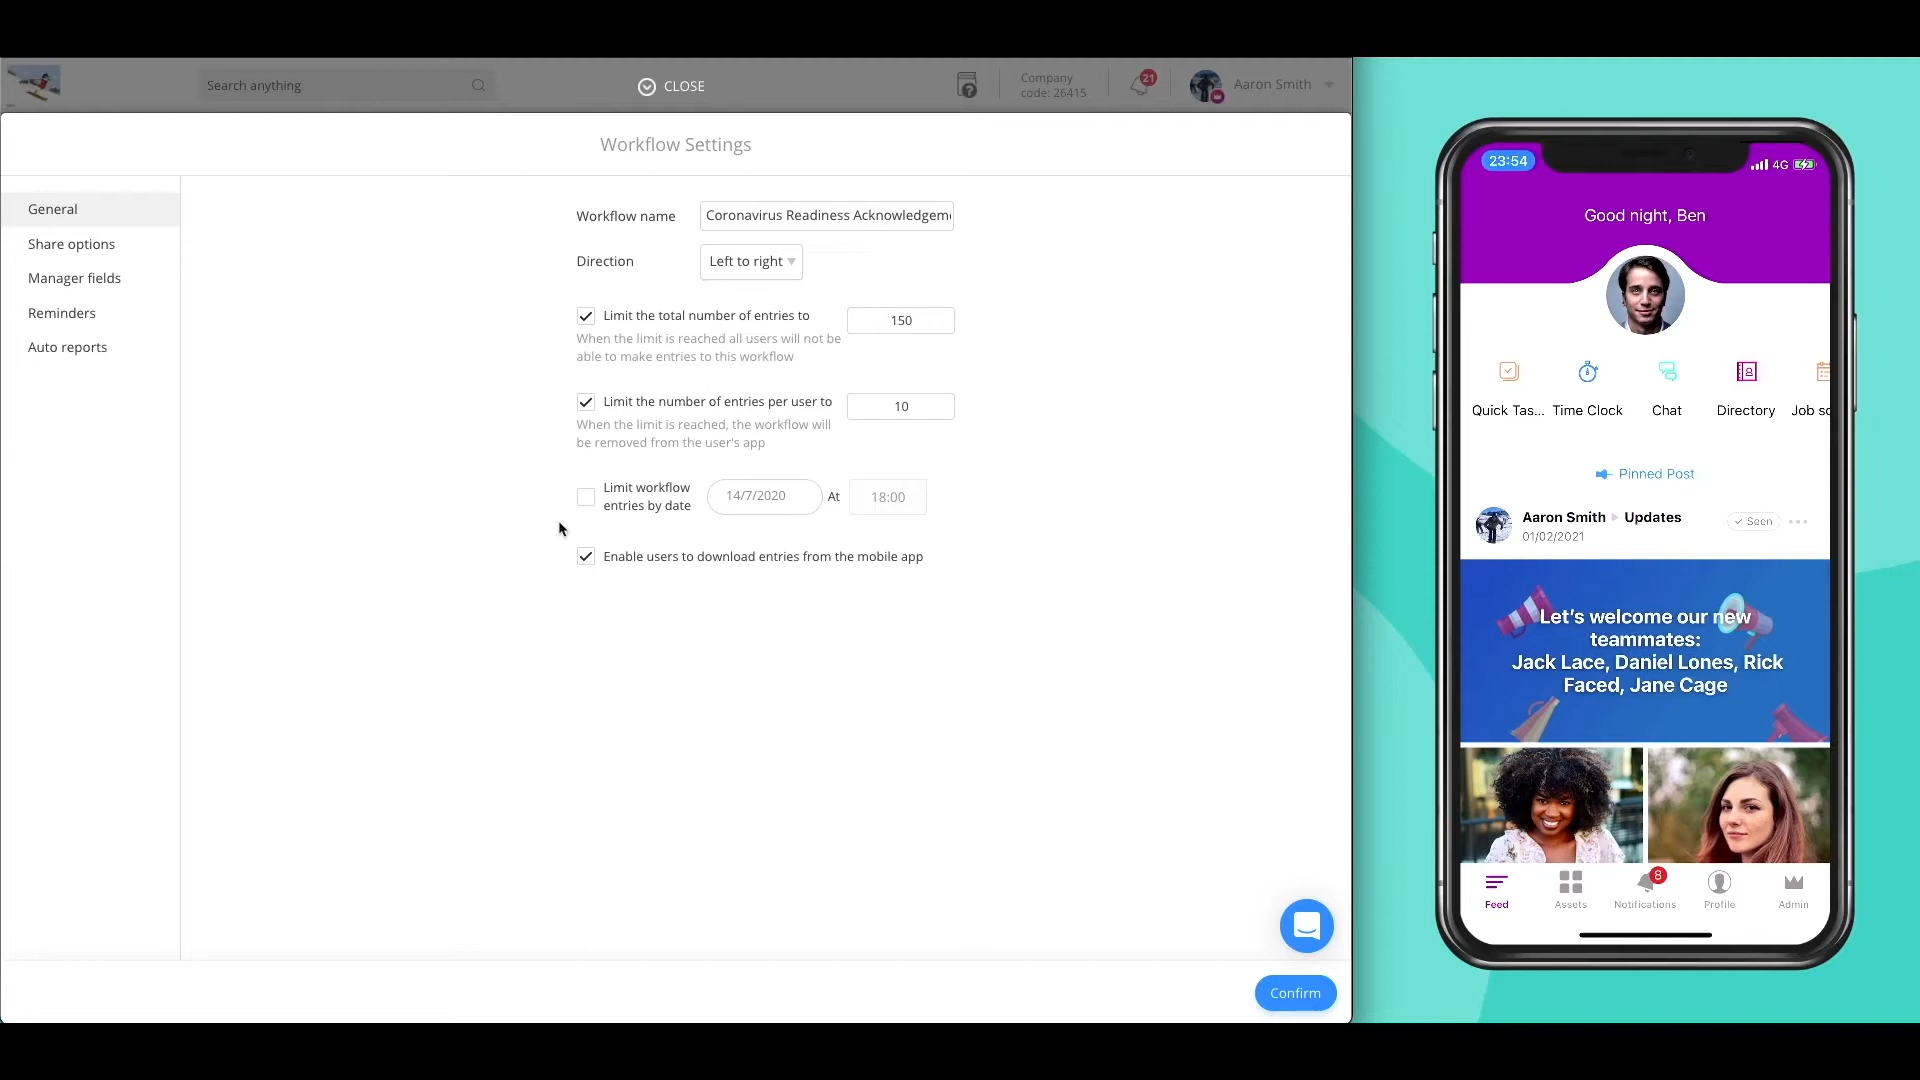 Search anything
CLOSE
Company
code: 26415
21
Aaron Smith
Workflow Settings
General
Share options
Manager fields
Reminders
Auto reports
Workflow name
Coronavirus Readiness Acknowledgem
Direction
Left to right
Limit the total number of entries to
150
When the limit is reached all users will not be
able to make entries to this workflow
Limit the number of entries per user to
10
When the limit is reached, the workflow will
be removed from the user's app
Limit workflow
entries by date
14/7/2020
At
18:00
Enable users to download entries from the mobile app
Confirm
23:54
4G
Good night, Ben
Quick Tas...
Time Clock
Chat
Directory
Job sc
Pinned Post
Aaron Smith
Updates
01/02/2021
Seen
Let's welcome our new
teammates:
Jack Lace, Daniel Lones, Rick
Faced, Jane Cage
8
Feed
Assets
Notifications
Profile
Admin